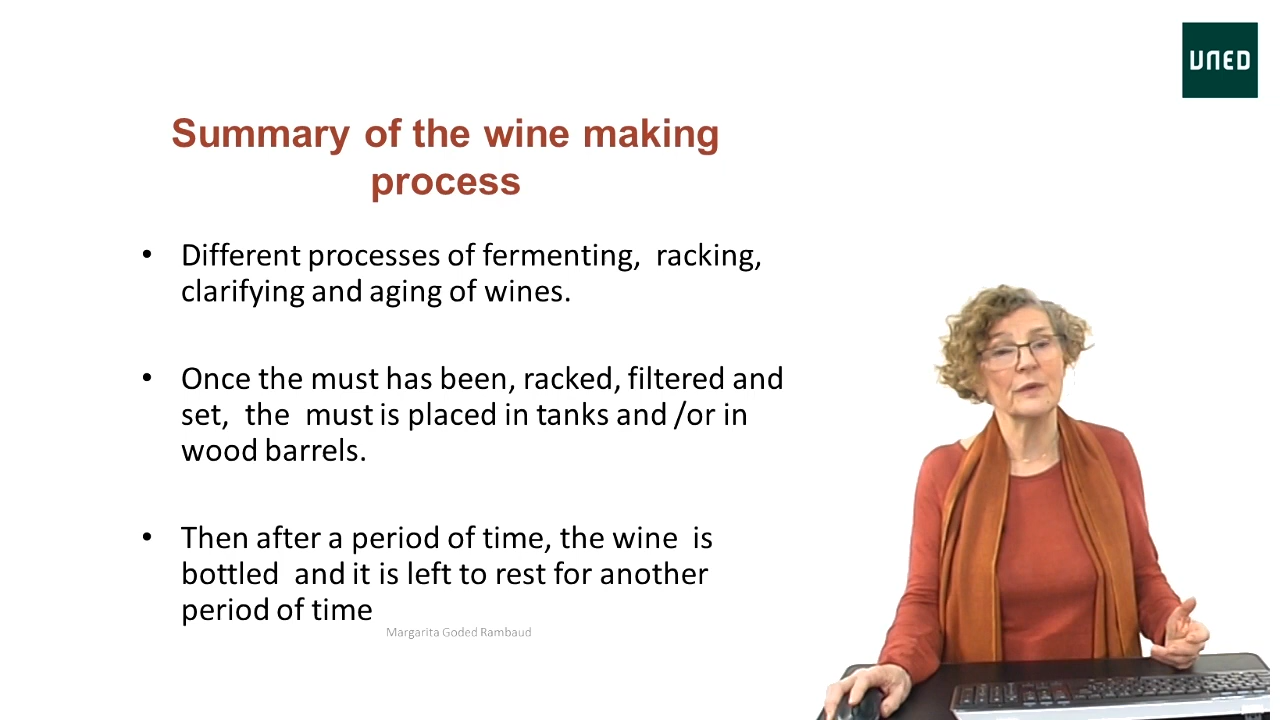 UNED
Summary of the wine making
process
• Different processes of fermenting, racking,
clarifying and aging of wines.
• Once the must has been, racked, filtered and
set, the must is placed in tanks and /or in
wood barrels.
• Then after a period of time, the wine is
bottled and it is left to rest for another
period of time
Margarita Goded Rambaud